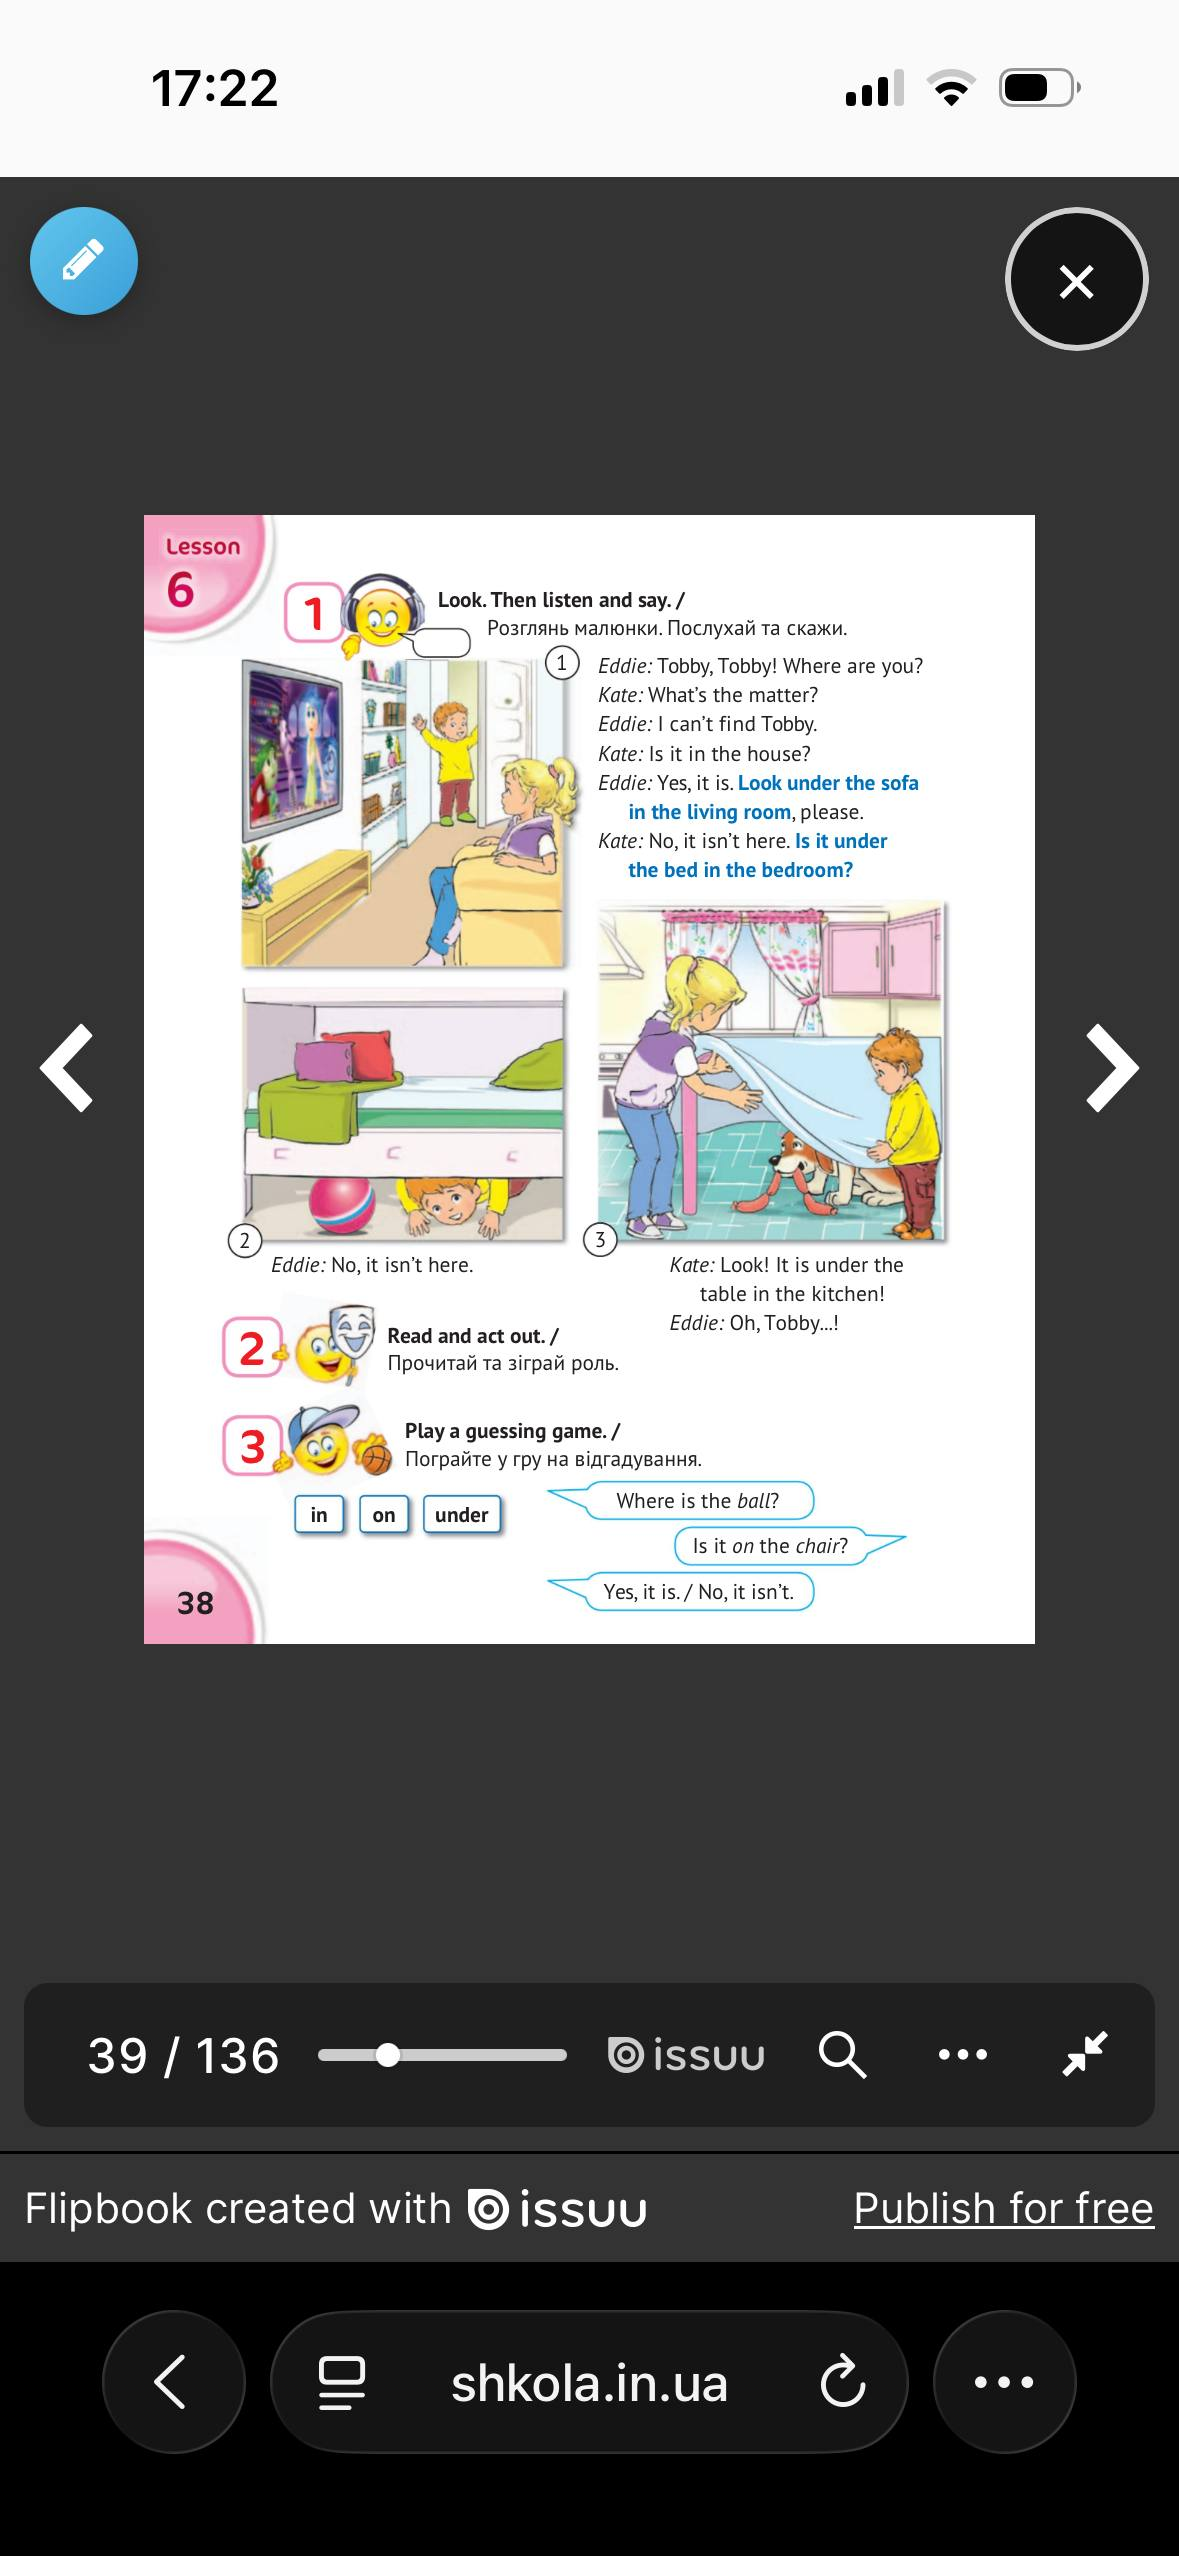 17:22
Lesson
6
1
Look. Then listen and say. /
Розглянь малюнки. Послухай та скажи.
1
Eddie: Tobby, Tobby! Where are you?
Kate: What's the matter?
Eddie: I can't find Tobby.
Kate: Is it in the house?
Eddie: Yes, it is. Look under the sofa
in the living room, please.
Kate: No, it isn't here. Is it under
the bed in the bedroom?
2
Eddie: No, it isn't here.
3
Kate: Look! It is under the
table in the kitchen!
Eddie: Oh, Tobby...!
2
Read and act out. /
Прочитай та зіграй роль.
3
Play a guessing game. /
Пограйте у гру на відгадування.
in on under
Where is the ball?
Is it on the chair?
Yes, it is. / No, it isn't.
38
39 / 136
issuu
Flipbook created with issuu
Publish for free
shkola.in.ua